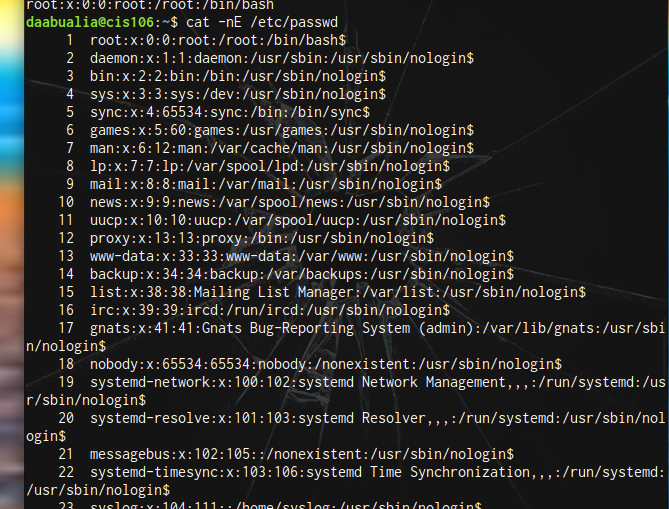 root:x:0:0:root:/root:/bin/bash
daabualia@cis106:~$ cat -nE /etc/passwd
1 root:x:0:0:root:/root:/bin/bash$
2 daemon:x:1:1:daemon:/usr/sbin:/usr/sbin/nologin$
3 bin:x:2:2:bin:/bin:/usr/sbin/nologin$
4 sys:x:3:3:sys:/dev:/usr/sbin/nologin$
5 sync:x:4:65534:sync:/bin:/bin/sync$
6 games:x:5:60:games:/usr/games:/usr/sbin/nologin$
7 man:x:6:12:man:/var/cache/man:/usr/sbin/nologin$
8 lp:x:7:7:lp:/var/spool/lpd:/usr/sbin/nologin$
9 mail:x:8:8:mail:/var/mail:/usr/sbin/nologin$
10 news:x:9:9:news:/var/spool/news:/usr/sbin/nologin$
11 uucp:x:10:10:uucp:/var/spool/uucp:/usr/sbin/nologin$
12 proxy:x:13:13:proxy:/bin:/usr/sbin/nologin$
13 www-data:x:33:33:www-data:/var/www:/usr/sbin/nologin$
14 backup:x:34:34:backup:/var/backups:/usr/sbin/nologin$
15 list:x:38:38:Mailing List Manager:/var/list:/usr/sbin/nologin$
16 irc:x:39:39:ircd:/run/ircd:/usr/sbin/nologin$
17 gnats:x:41:41:Gnats Bug-Reporting System (admin):/var/lib/gnats:/usr/sbi
n/nologin$
18 nobody:x:65534:65534:nobody:/nonexistent:/usr/sbin/nologin$
19 systemd-network:x:100:102:systemd Network Management,,,:/run/systemd:/us
r/sbin/nologin$
20 systemd-resolve:x:101:103:systemd Resolver,,,:/run/systemd:/usr/sbin/nol
ogin$
21 messagebus:x:102:105::/nonexistent:/usr/sbin/nologin$
22 systemd-timesync:x:103:106:systemd Time Synchronization,,,:/run/systemd:
/usr/sbin/nologin$
23 syslog:x:104:111::/home/syslog:/usr/sbin/nologin$